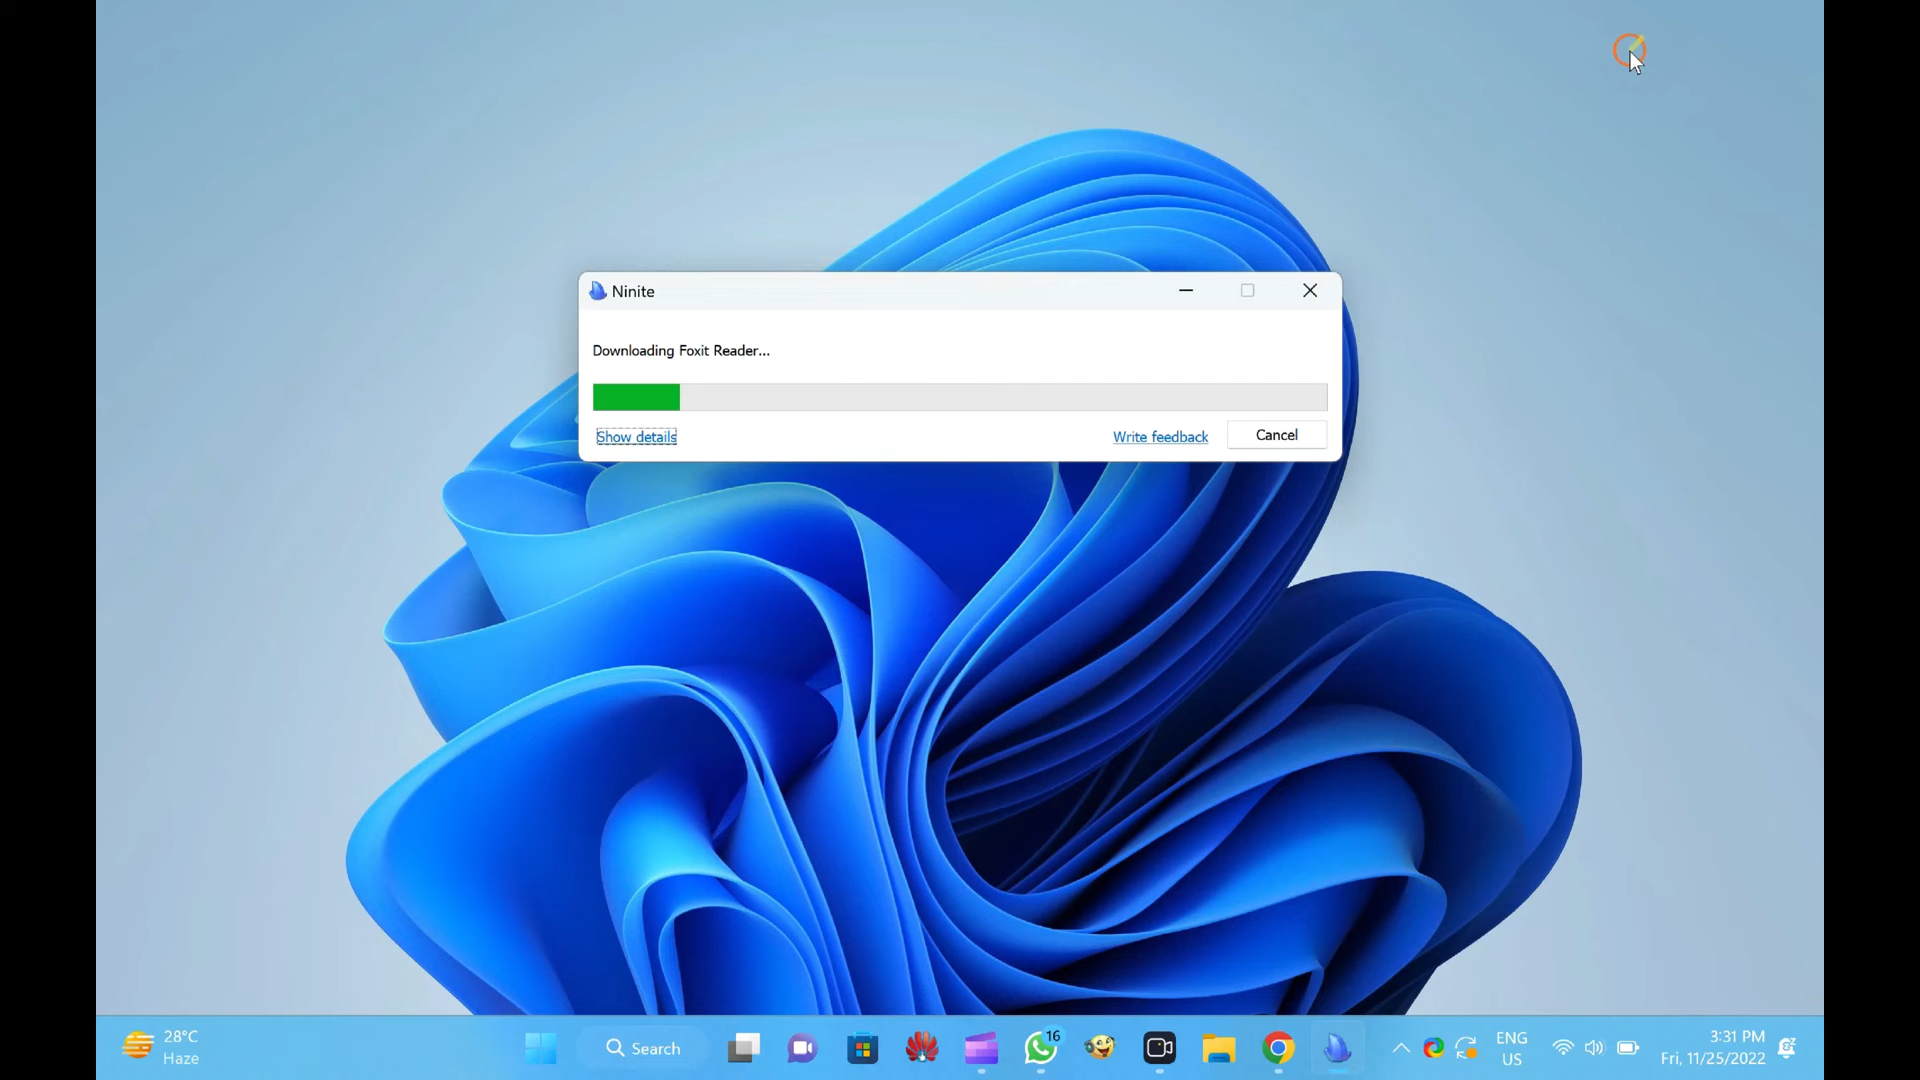 Ninite
Downloading Foxit Reader...
Show details
Write feedback
Cancel
28°C
Haze
Search
16
ENG
US
3:31 PM
Fri, 11/25/2022